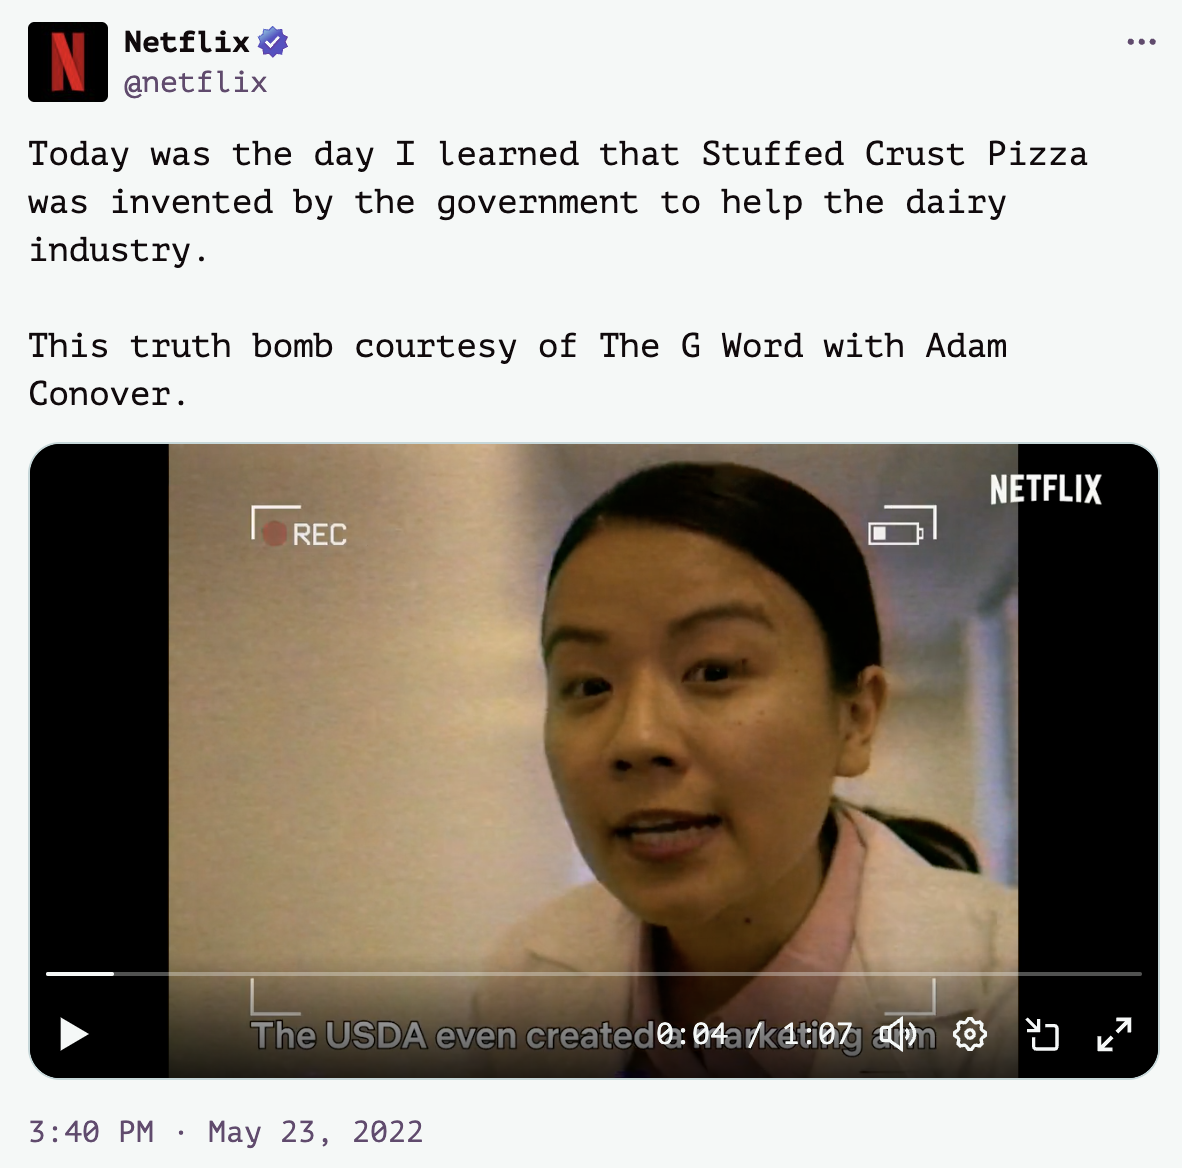 Netflix
@netflix
Today was the day I learned that Stuffed Crust Pizza
was invented by the government to help the dairy
industry.
This truth bomb courtesy of The G Word with Adam
Conover.
NETFLIX
REC
The USDA even created a marketing arm
0:04 / 1:07
3:40 PM · May 23, 2022